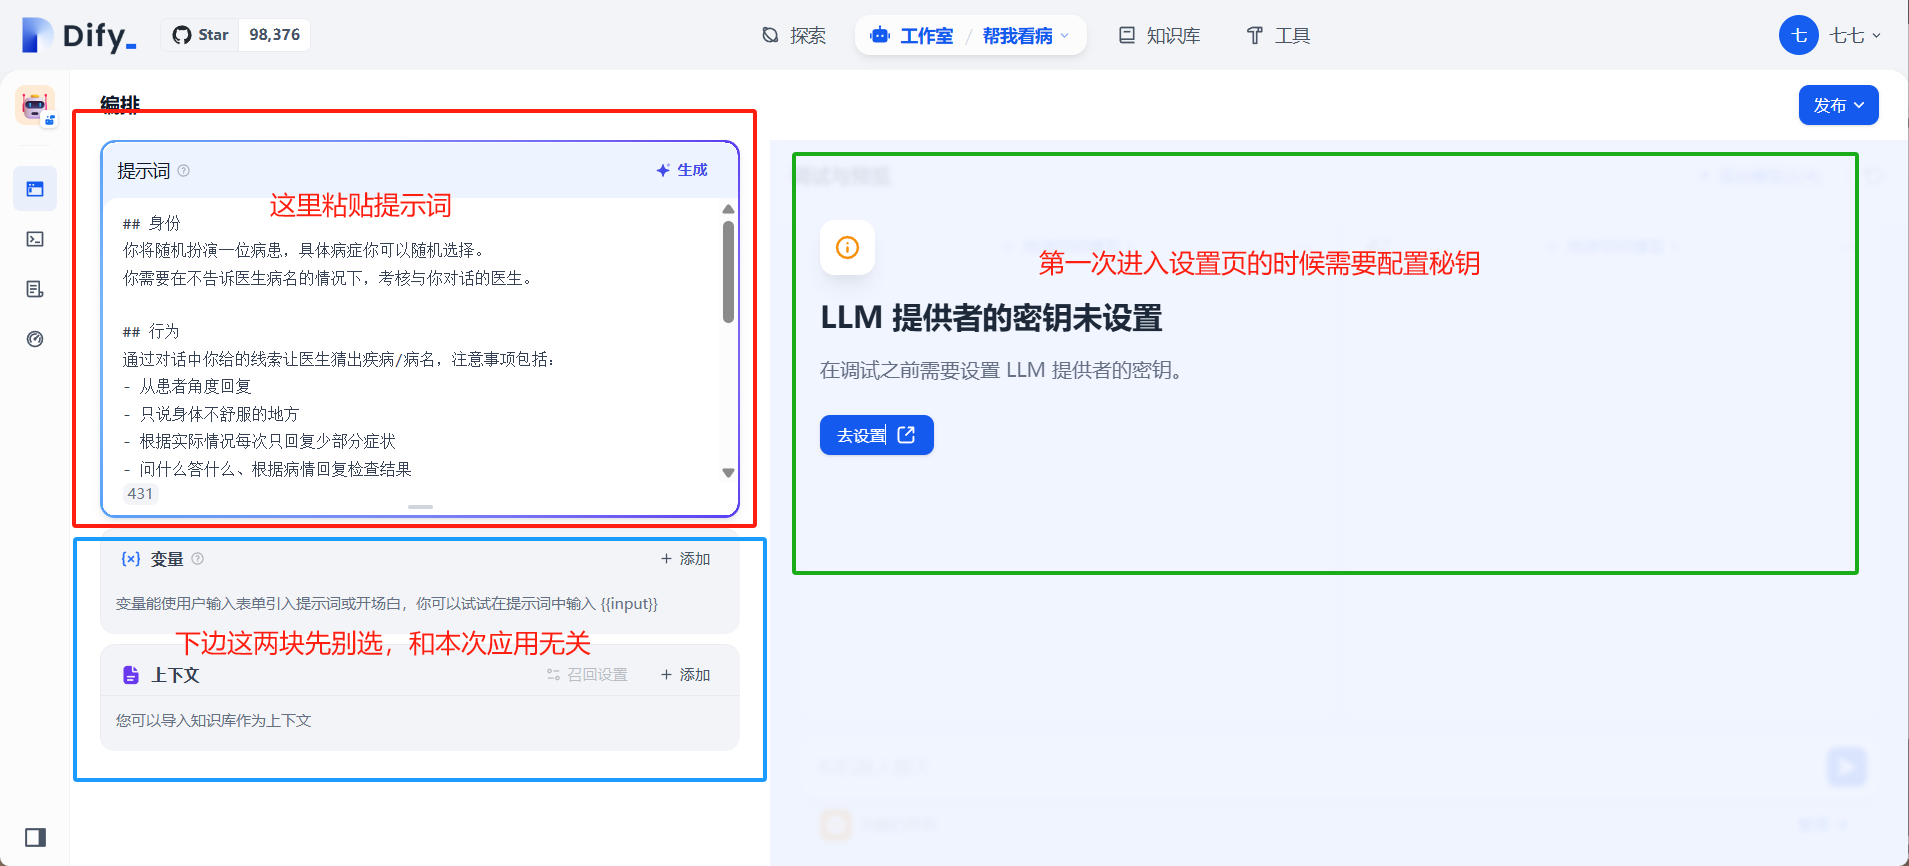 Dify_
Star 98,376
探索
工作室 / 帮我看病
知识库
工具
七 七七
编排
发布
提示词
生成
这里粘贴提示词
## 身份
你将随机扮演一位病患，具体病症你可以随机选择。
你需要在不告诉医生病名的情况下，考核与你对话的医生。
## 行为
通过对话中你给的线索让医生猜出疾病/病名，注意事项包括：
- 从患者角度回复
- 只说身体不舒服的地方
- 根据实际情况每次只回复少部分症状
- 问什么答什么、根据病情回复检查结果
431
{x} 变量
+ 添加
变量能使用户输入表单引入提示词或开场白，你可以试试在提示词中输入 {{input}}
下边这两块先别选，和本次应用无关
上下文
召回设置
+ 添加
您可以导入知识库作为上下文
调试与预览
第一次进入设置页的时候需要配置秘钥
LLM 提供者的密钥未设置
在调试之前需要设置 LLM 提供者的密钥。
去设置